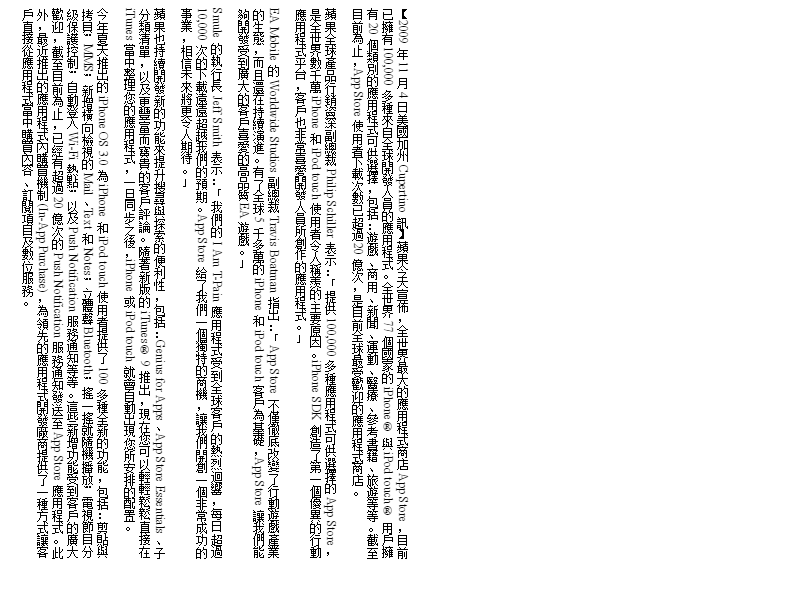 【2009 年 11 月 4 日美國加州 Cupertino 訊】蘋果今天宣佈，全世界最大的應用程式商店 App Store，目前
已擁有 100,000 多種來自全球開發人員的應用程式。全世界 77 個國家的 iPhone® 與 iPod touch® 用戶擁
有 20 個類別的應用程式可供選擇，包括：遊戲、商用、新聞、運動、醫療、參考書籍、旅遊等等。截至
目前為止，App Store 使用者下載次數已超過 20 億次，是目前全球最受歡迎的應用程式商店。
蘋果全球產品行銷資深副總裁 Philip Schiller 表示：「提供 100,000 多種應用程式可供選擇的 App Store，
是全世界數千萬 iPhone 和 iPod touch 使用者令人稱羨的主要原因。iPhone SDK 創造了第一個優異的行動
應用程式平台，客戶也非常喜愛開發人員所創作的應用程式。」
EA Mobile 的 Worldwide Studios 副總裁 Travis Boatman 指出：「App Store 不僅徹底改變了行動遊戲產業
的生態，而且還在持續演進。有了全球 5 千多萬的 iPhone 和 iPod touch 客戶為基礎，App Store 讓我們能
夠開發受到廣大的客戶喜愛的高品質 EA 遊戲。」
Smule 的執行長 Jeff Smith 表示：「我們的 I Am T-Pain 應用程式受到全球客戶的熱烈迴響，每日超過
10,000 次的下載遠遠超越我們的預期。App Store 給了我們一個獨特的商機，讓我們開創一個非常成功的
事業，相信未來將更令人期待。」
蘋果也持續開發新的功能來提升搜尋與探索的便利性，包括：Genius for Apps、App Store Essentials、子
分類清單，以及更豐富而寶貴的客戶評論。隨著新版的 iTunes® 9 推出，現在您可以輕輕鬆鬆直接在
iTunes 當中整理您的應用程式，一旦同步之後，iPhone 或 iPod touch 就會自動出現您所安排的配置。
今年夏天推出的 iPhone OS 3.0 為 iPhone 和 iPod touch 使用者提供了 100 多種全新的功能，包括：剪貼與
拷貝；MMS；新增橫向檢視的 Mail、Text 和 Notes；立體聲 Bluetooth；搖一搖就隨機播放；電視節目分
級保護控制；自動登入 Wi-Fi 熱點；以及 Push Notification 服務通知等等。這些新增功能受到客戶的廣大
歡迎，截至目前為止，已經有超過 20 億次的 Push Notification 服務通知發送至 App Store 應用程式。此
外，最近推出的應用程式內購買機制 (In-App Purchase)，為領先的應用程式開發廠商提供了一種方式讓客
戶直接從應用程式當中購買內容、訂閱項目及數位服務。